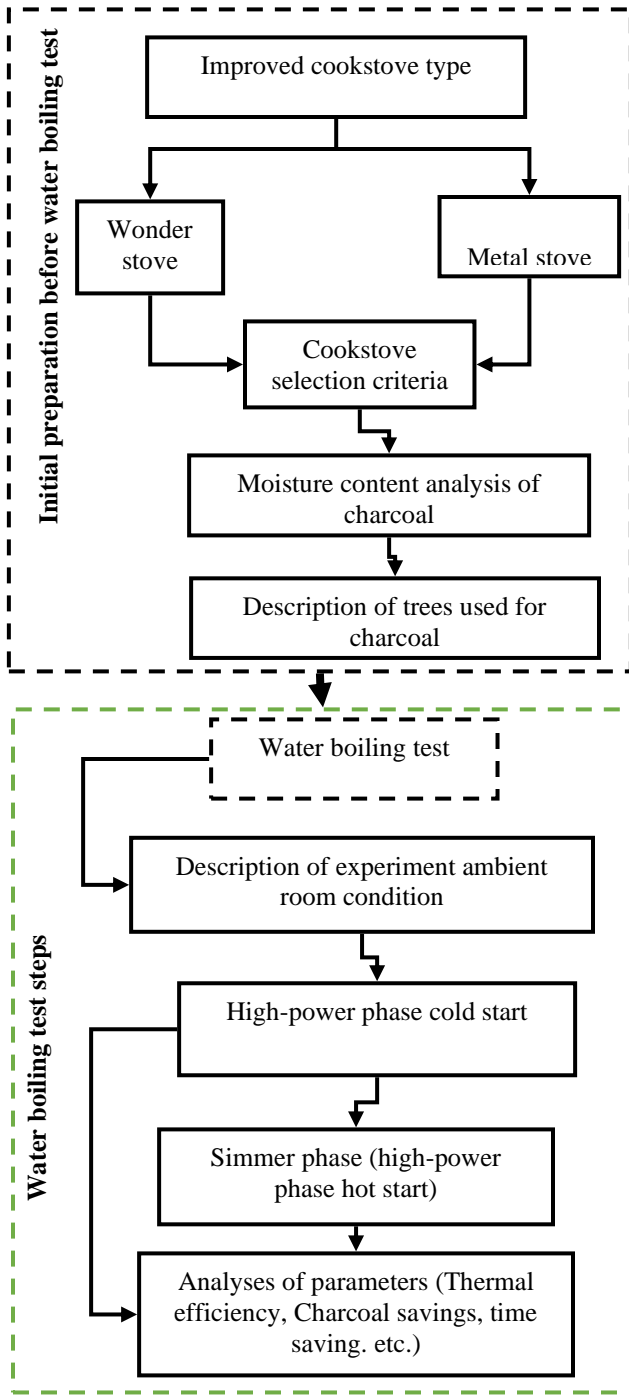 Initial preparation before water boiling test
Improved cookstove type
Wonder
stove
Metal stove
Cookstove
selection criteria
Moisture content analysis of
charcoal
Description of trees used for
charcoal
Water boiling test steps
Water boiling test
Description of experiment ambient
room condition
High-power phase cold start
Simmer phase (high-power
phase hot start)
Analyses of parameters (Thermal
efficiency, Charcoal savings, time
saving. etc.)